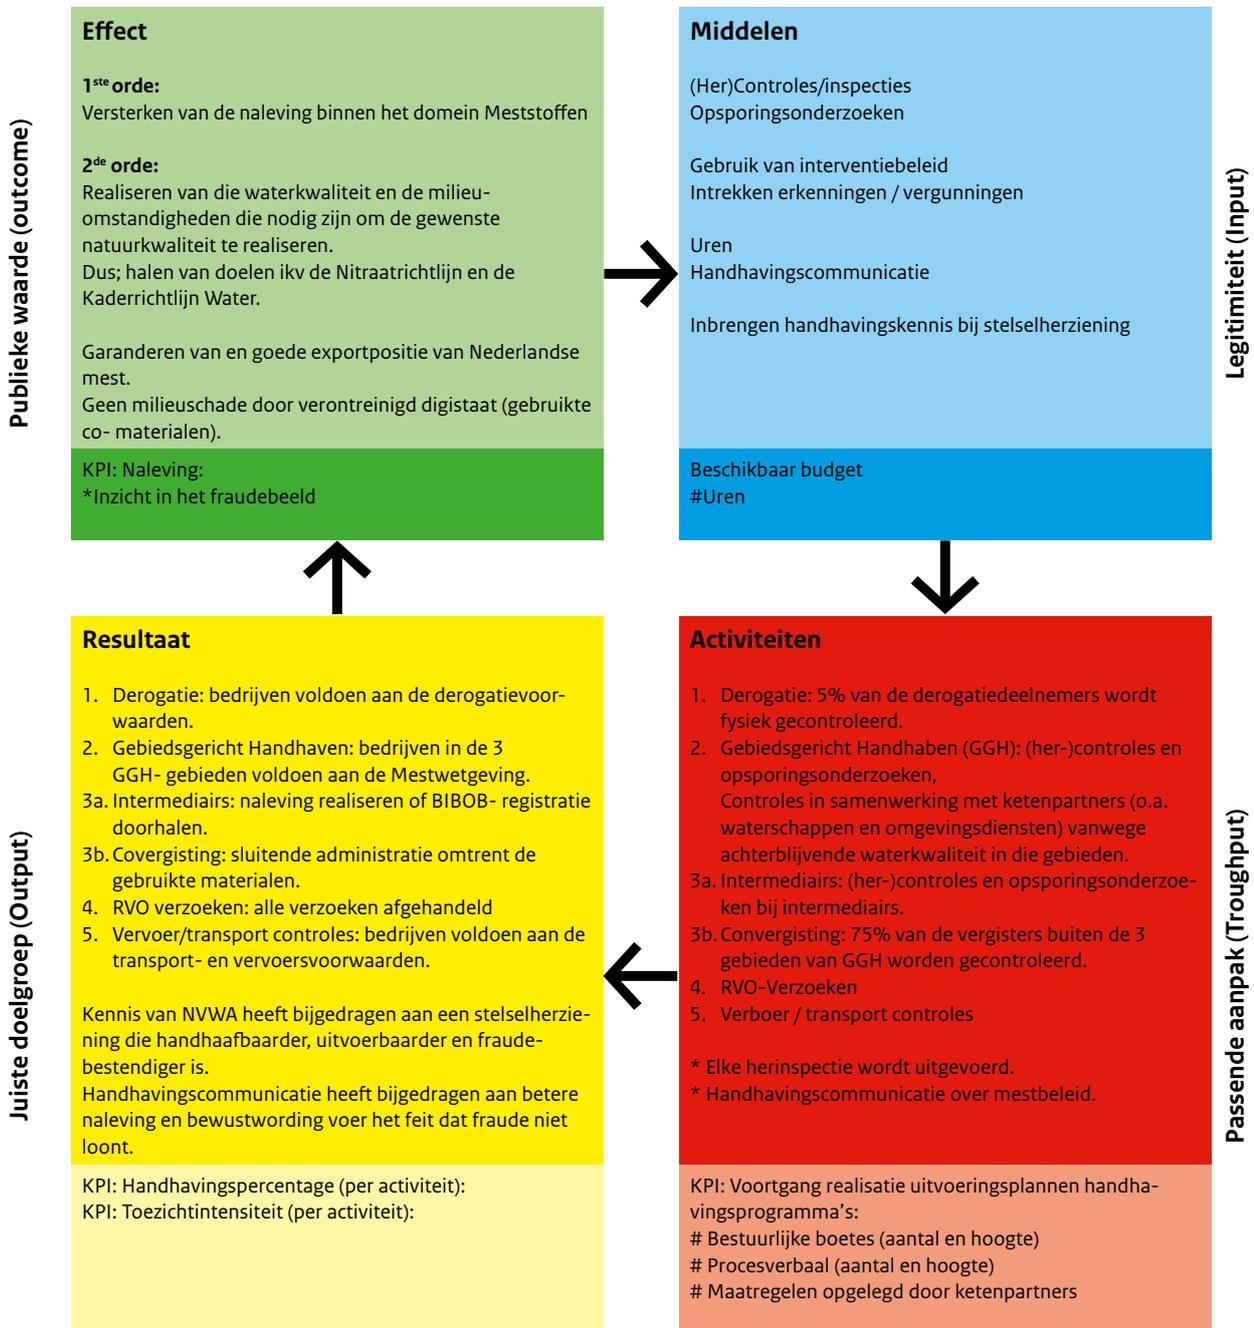 Publieke waarde (outcome)
Effect
1ste orde:
Versterken van de naleving binnen het domein Meststoffen
2de orde:
Realiseren van die waterkwaliteit en de milieu-
omstandigheden die nodig zijn om de gewenste
natuurkwaliteit te realiseren.
Dus; halen van doelen ikv de Nitraatrichtlijn en de
Kaderrichtlijn Water.
Garanderen van en goede exportpositie van Nederlandse
mest.
Geen milieuschade door verontreinigd digistaat (gebruikte
co- materialen).
KPI: Naleving:
*Inzicht in het fraudebeeld
Middelen
(Her)Controles/inspecties
Opsporingsonderzoeken
Gebruik van interventiebeleid
Intrekken erkenningen / vergunningen
Uren
Handhavingscommunicatie
Inbrengen handhavingskennis bij stelselherziening
Beschikbaar budget
#Uren
Legitimiteit (Input)
Juiste doelgroep (Output)
Resultaat
1. Derogatie: bedrijven voldoen aan de derogatievoor-
waarden.
2. Gebiedsgericht Handhaven: bedrijven in de 3
GGH- gebieden voldoen aan de Mestwetgeving.
3a. Intermediairs: naleving realiseren of BIBOB- registratie
doorhalen.
3b. Covergisting: sluitende administratie omtrent de
gebruikte materialen.
4. RVO verzoeken: alle verzoeken afgehandeld
5. Vervoer/transport controles: bedrijven voldoen aan de
transport- en vervoersvoorwaarden.
Kennis van NVWA heeft bijgedragen aan een stelselherzie-
ning die handhaafbaarder, uitvoerbaarder en fraude-
bestendiger is.
Handhavingscommunicatie heeft bijgedragen aan betere
naleving en bewustwording voer het feit dat fraude niet
loont.
KPI: Handhavingspercentage (per activiteit):
KPI: Toezichtintensiteit (per activiteit):
Activiteiten
1. Derogatie: 5% van de derogatiedeelnemers wordt
fysiek gecontroleerd.
2. Gebiedsgericht Handhaben (GGH): (her-)controles en
opsporingsonderzoeken,
Controles in samenwerking met ketenpartners (o.a.
waterschappen en omgevingsdiensten) vanwege
achterblijvende waterkwaliteit in die gebieden.
3a. Intermediairs: (her-)controles en opsporingsonderzoe-
ken bij intermediairs.
3b. Convergisting: 75% van de vergisters buiten de 3
gebieden van GGH worden gecontroleerd.
4. RVO-Verzoeken
5. Verboer / transport controles
* Elke herinspectie wordt uitgevoerd.
* Handhavingscommunicatie over mestbeleid.
KPI: Voortgang realisatie uitvoeringsplannen handha-
vingsprogramma's:
# Bestuurlijke boetes (aantal en hoogte)
# Procesverbaal (aantal en hoogte)
# Maatregelen opgelegd door ketenpartners
Passende aanpak (Troughput)